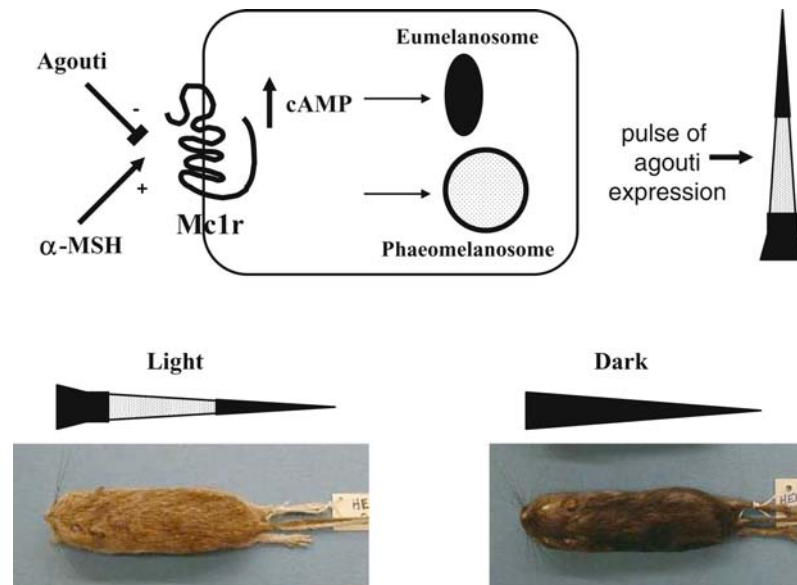 Agouti
-
+
α-MSH
Mc1r
cAMP
Eumelanosome
Phaeomelanosome
pulse of
agouti
expression
Light
Dark
HE
HE